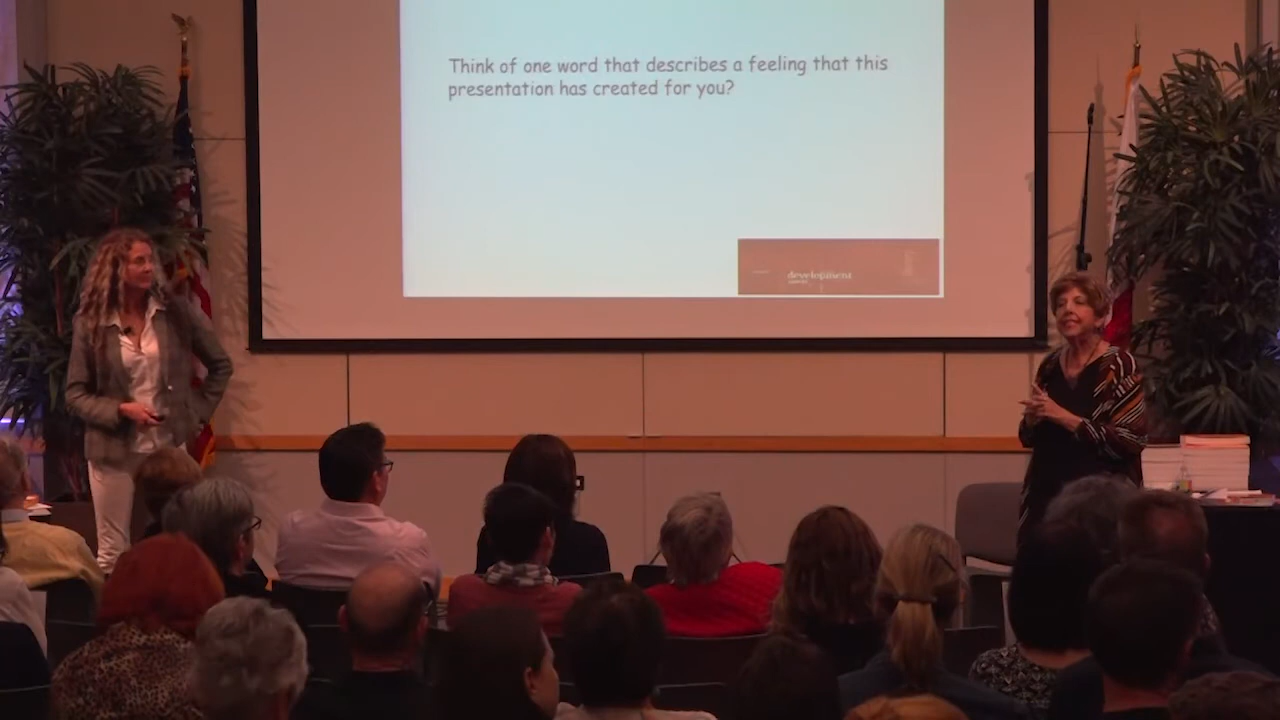 Think of one word that describes a feeling that this
presentation has created for you?
development